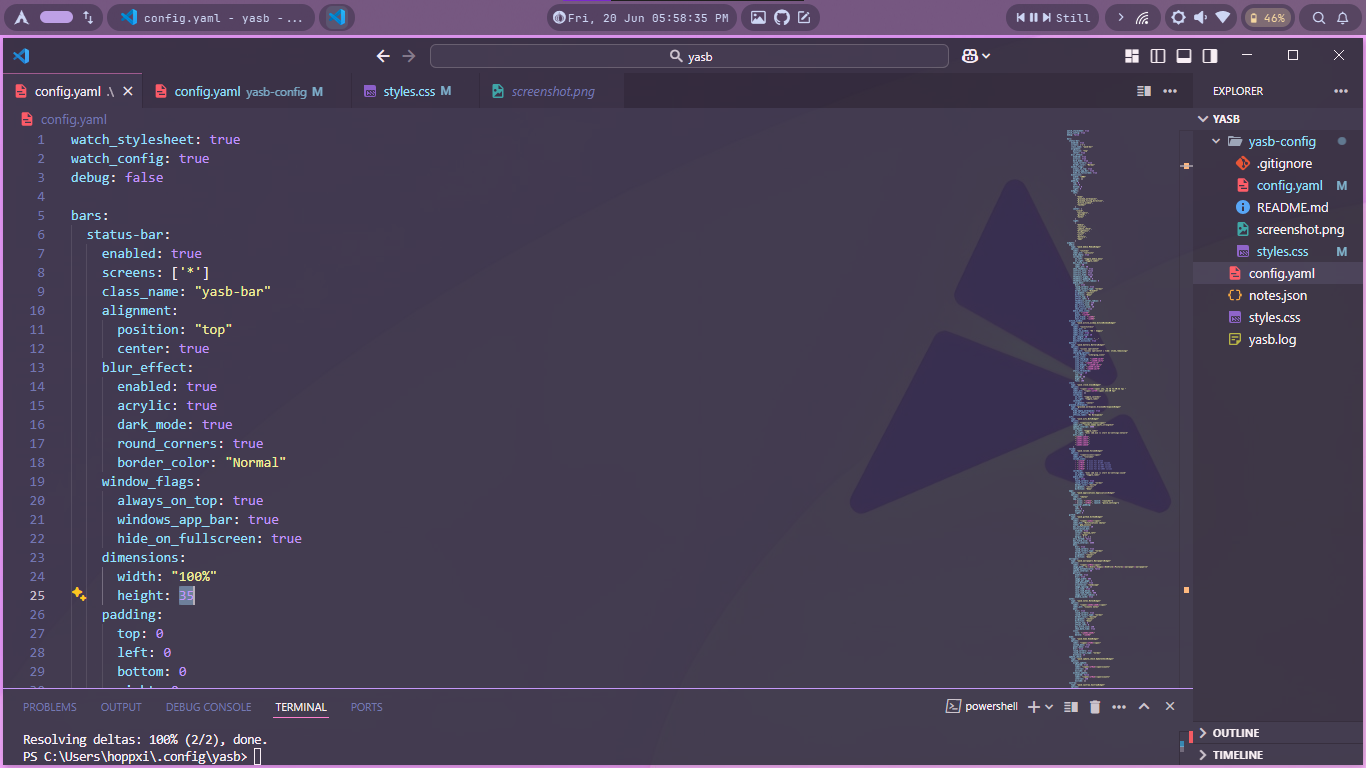 config.yaml - yasb -...
Fri, 20 Jun 05:58:35 PM
Still
46%
yasb
config.yaml .\
config.yaml yasb-config M
styles.css M
screenshot.png
EXPLORER
config.yaml
YASB
1 watch_stylesheet: true
2 watch_config: true
3 debug: false
4
5 bars:
6 status-bar:
7 enabled: true
8 screens: ['*']
9 class_name: "yasb-bar"
10 alignment:
11 position: "top"
12 center: true
13 blur_effect:
14 enabled: true
15 acrylic: true
16 dark_mode: true
17 round_corners: true
18 border_color: "Normal"
19 window_flags:
20 always_on_top: true
21 windows_app_bar: true
22 hide_on_fullscreen: true
23 dimensions:
24 width: "100%"
25 height: 35
26 padding:
27 top: 0
28 left: 0
29 bottom: 0
yasb-config
.gitignore
config.yaml M
README.md
screenshot.png
styles.css M
config.yaml
notes.json
styles.css
yasb.log
PROBLEMS
OUTPUT
DEBUG CONSOLE
TERMINAL
PORTS
powershell
Resolving deltas: 100% (2/2), done.
PS C:\Users\hoppxi\.config\yasb>
OUTLINE
TIMELINE